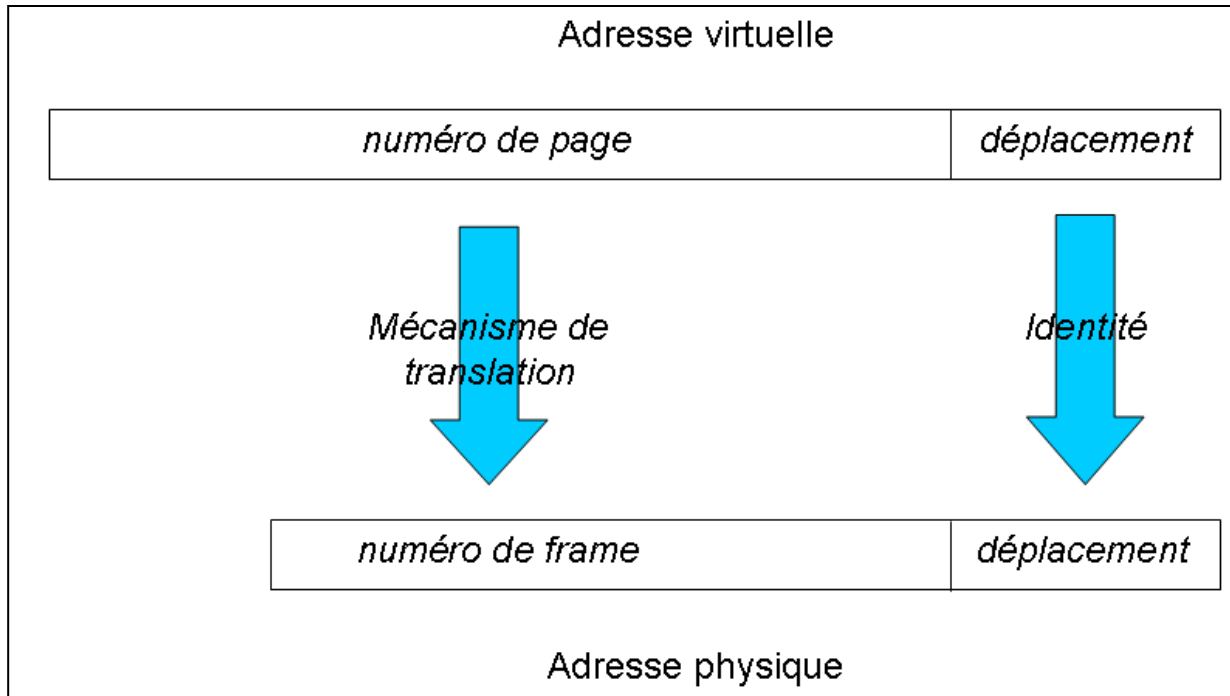 Adresse virtuelle
numéro de page
déplacement
Mécanisme de
translation
Identité
numéro de frame
déplacement
Adresse physique